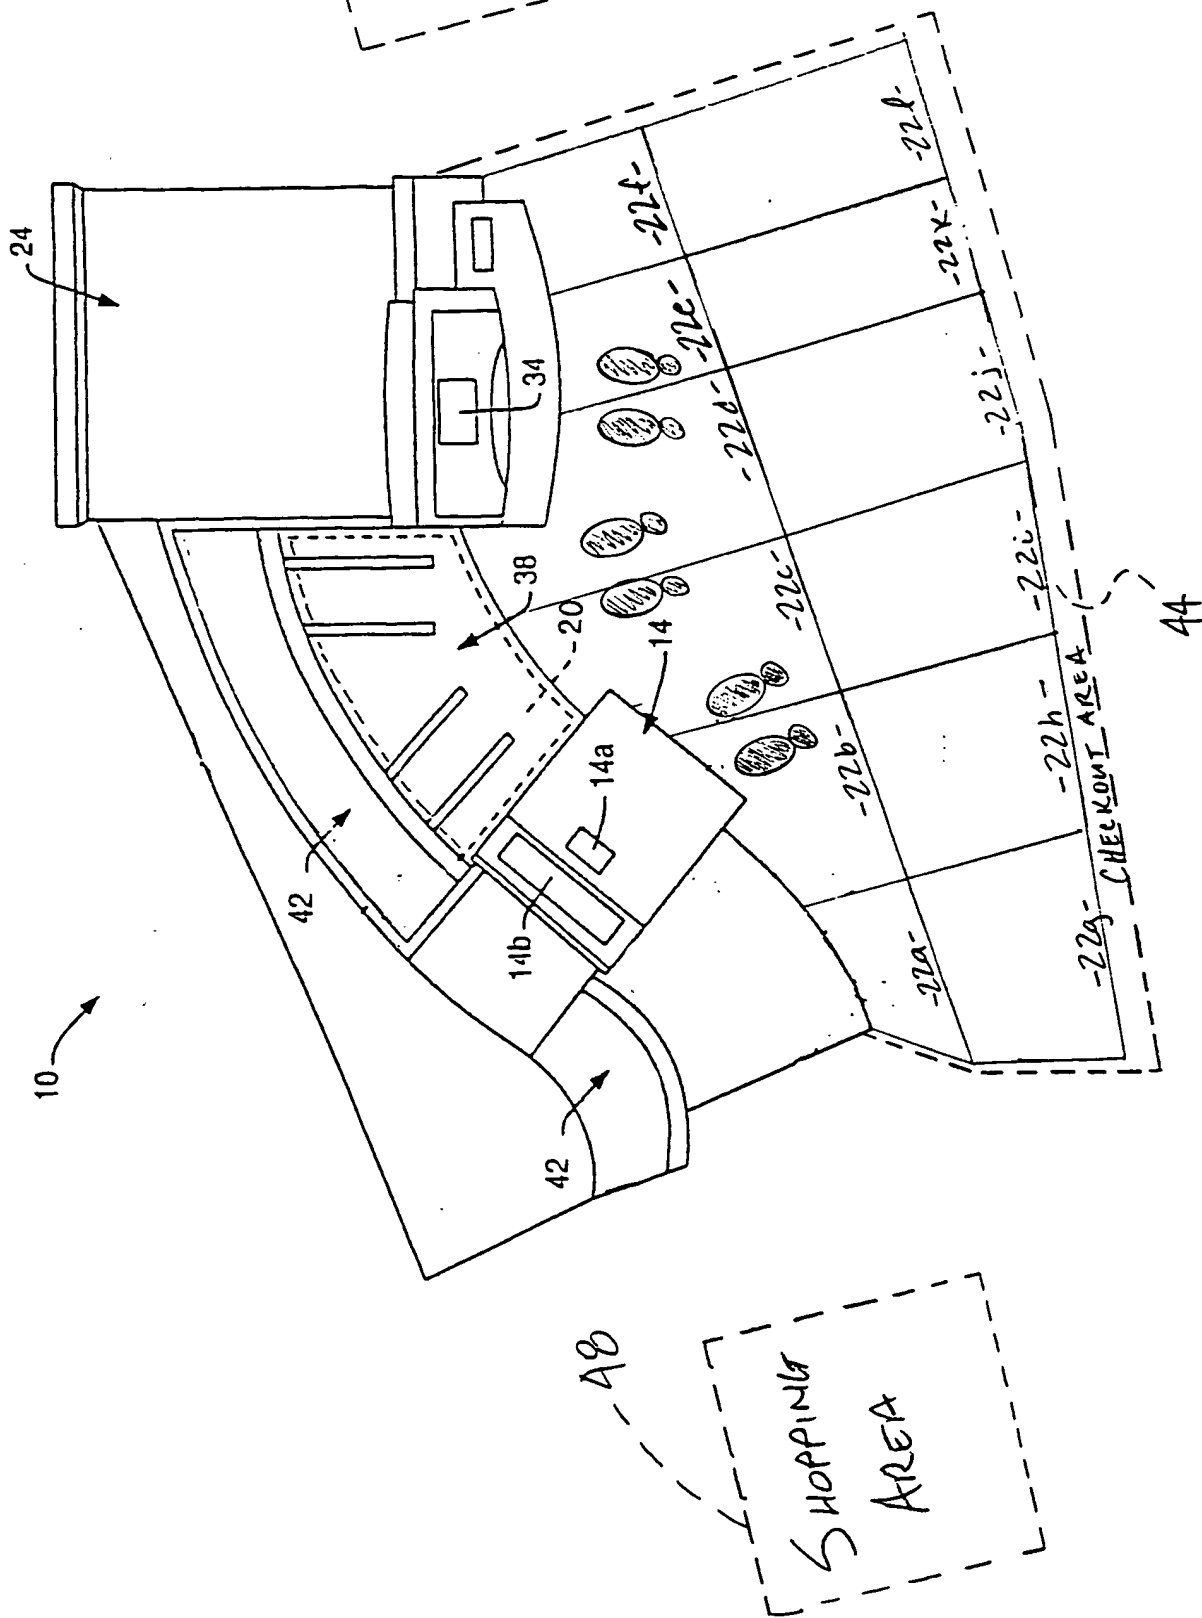 10
24
42
42
14b
14a
14
20
38
34
-22a-
-22b-
-22c-
-22d-
-22e-
-22f-
-22g-
-22h-
-22i-
-22j-
-22k-
-22l-
CHECKOUT AREA
44
48
SHOPPING
AREA